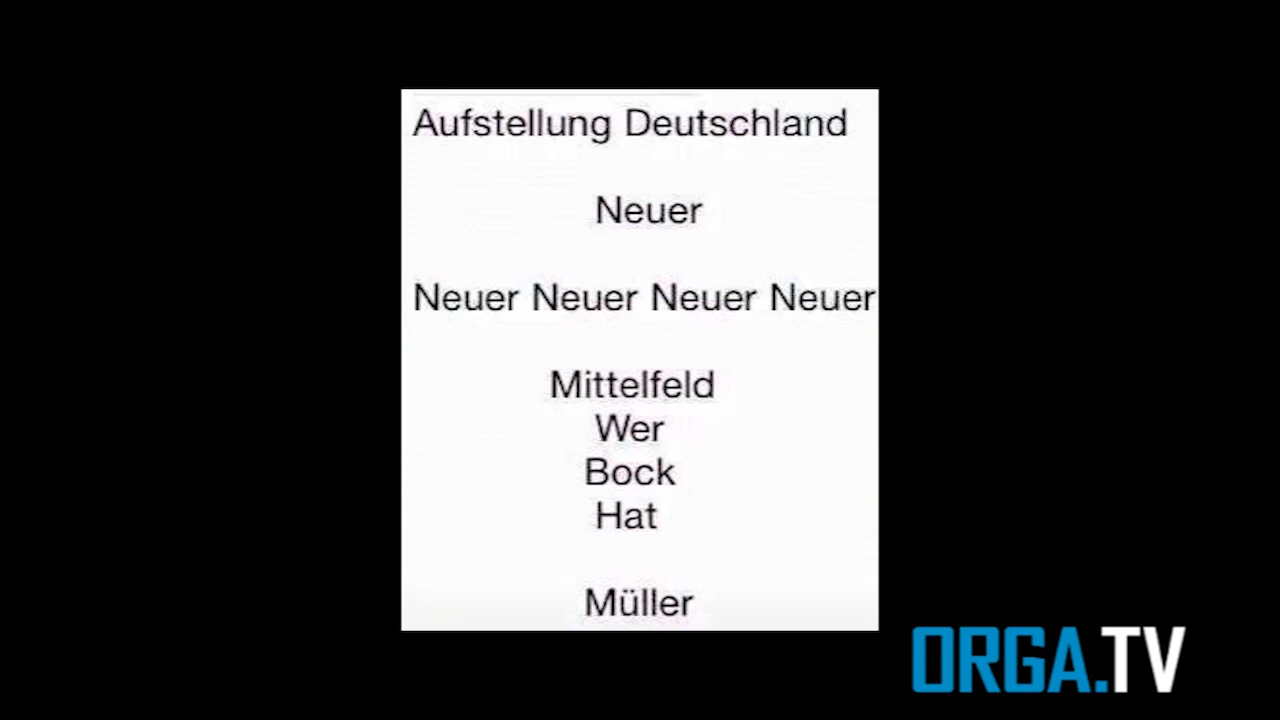 Aufstellung Deutschland
Neuer
Neuer Neuer Neuer Neuer
Mittelfeld
Wer
Bock
Hat
Müller
ORGA.TV